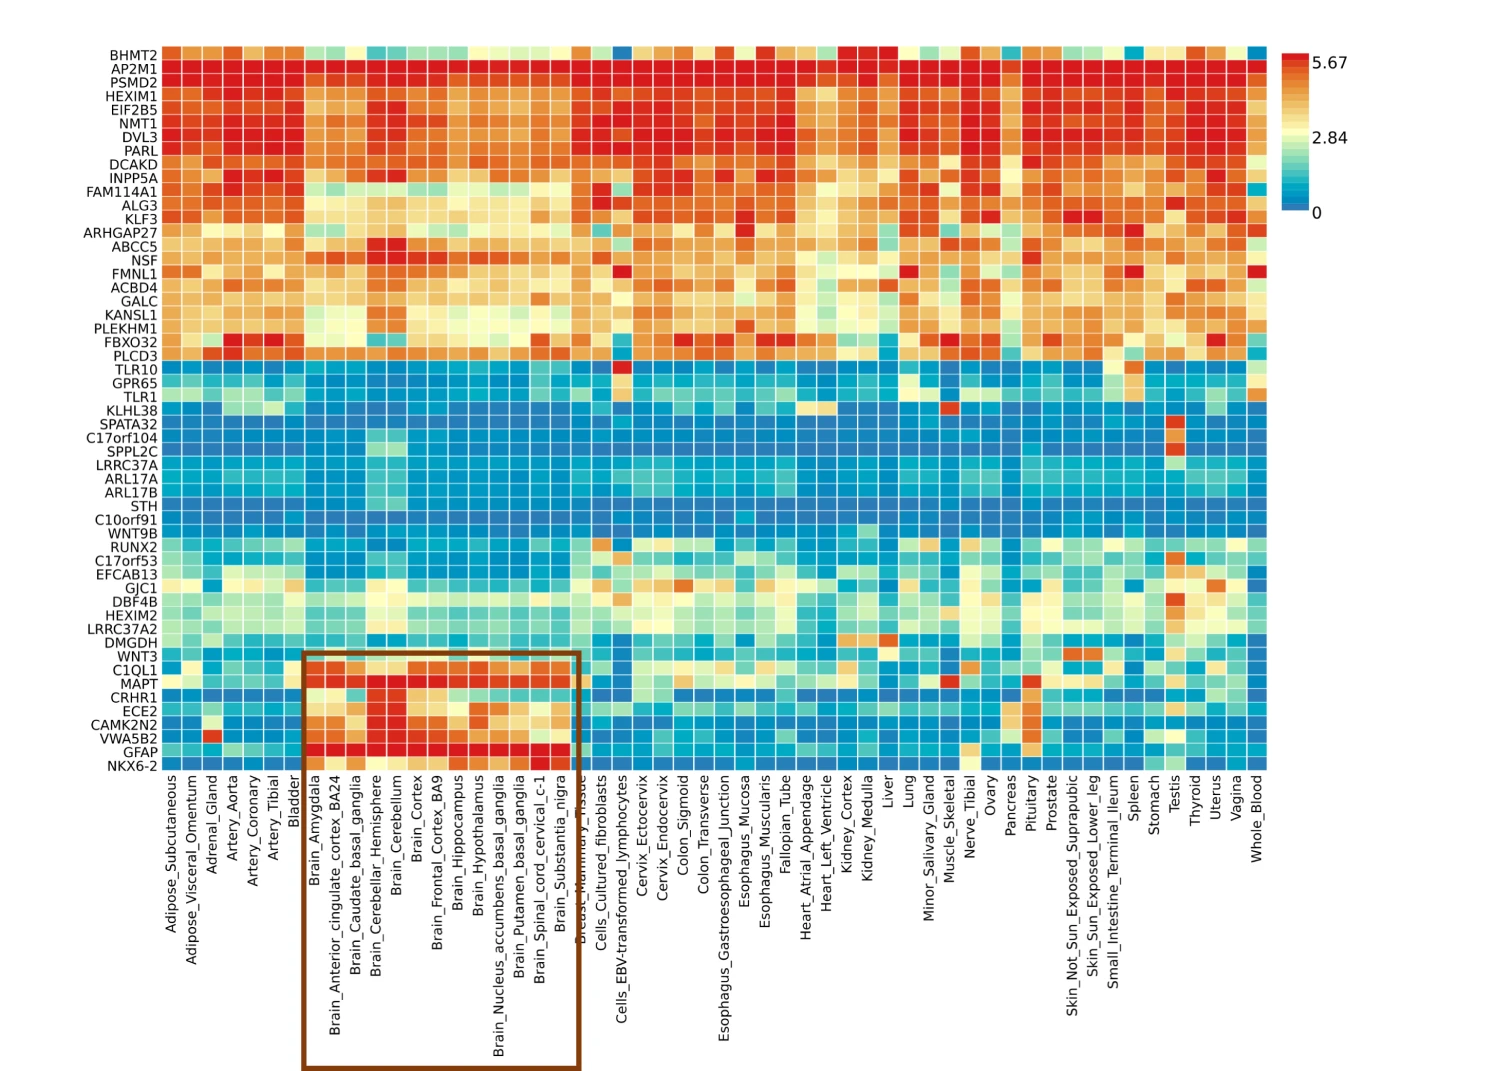 BHMT2
AP2M1
PSMD2
HEXIM1
EIF2B5
NMT1
DVL3
PARL
DCAKD
INPP5A
FAM114A1
ALG3
KLF3
ARHGAP27
ABCC5
NSF
FMNL1
ACBD4
GALC
KANSL1
PLEKHM1
FBXO32
PLCD3
TLR10
GPR65
TLR1
KLHL38
SPATA32
C17orf104
SPPL2C
LRRC37A
ARL17A
ARL17B
STH
C10orf91
WNT9B
RUNX2
C17orf53
EFCAB13
GJC1
DBF4B
HEXIM2
LRRC37A2
DMGDH
WNT3
C1QL1
MAPT
CRHR1
ECE2
CAMK2N2
VWA5B2
GFAP
NKX6-2
5.67
2.84
0
Adipose_Subcutaneous
Adipose_Visceral_Omentum
Adrenal_Gland
Artery_Aorta
Artery_Coronary
Artery_Tibial
Bladder
Brain_Amygdala
Brain_Anterior_cingulate_cortex_BA24
Brain_Caudate_basal_ganglia
Brain_Cerebellar_Hemisphere
Brain_Cerebellum
Brain_Cortex
Brain_Frontal_Cortex_BA9
Brain_Hippocampus
Brain_Hypothalamus
Brain_Nucleus_accumbens_basal_ganglia
Brain_Putamen_basal_ganglia
Brain_Spinal_cord_cervical_c-1
Brain_Substantia_nigra
Breast_Mammary_Tissue
Cells_Cultured_fibroblasts
Cells_EBV-transformed_lymphocytes
Cervix_Ectocervix
Cervix_Endocervix
Colon_Sigmoid
Colon_Transverse
Esophagus_Gastroesophageal_Junction
Esophagus_Mucosa
Esophagus_Muscularis
Fallopian_Tube
Heart_Atrial_Appendage
Heart_Left_Ventricle
Kidney_Cortex
Kidney_Medulla
Liver
Lung
Minor_Salivary_Gland
Muscle_Skeletal
Nerve_Tibial
Ovary
Pancreas
Pituitary
Prostate
Skin_Not_Sun_Exposed_Suprapubic
Skin_Sun_Exposed_Lower_leg
Small_Intestine_Terminal_Ileum
Spleen
Stomach
Testis
Thyroid
Uterus
Vagina
Whole_Blood